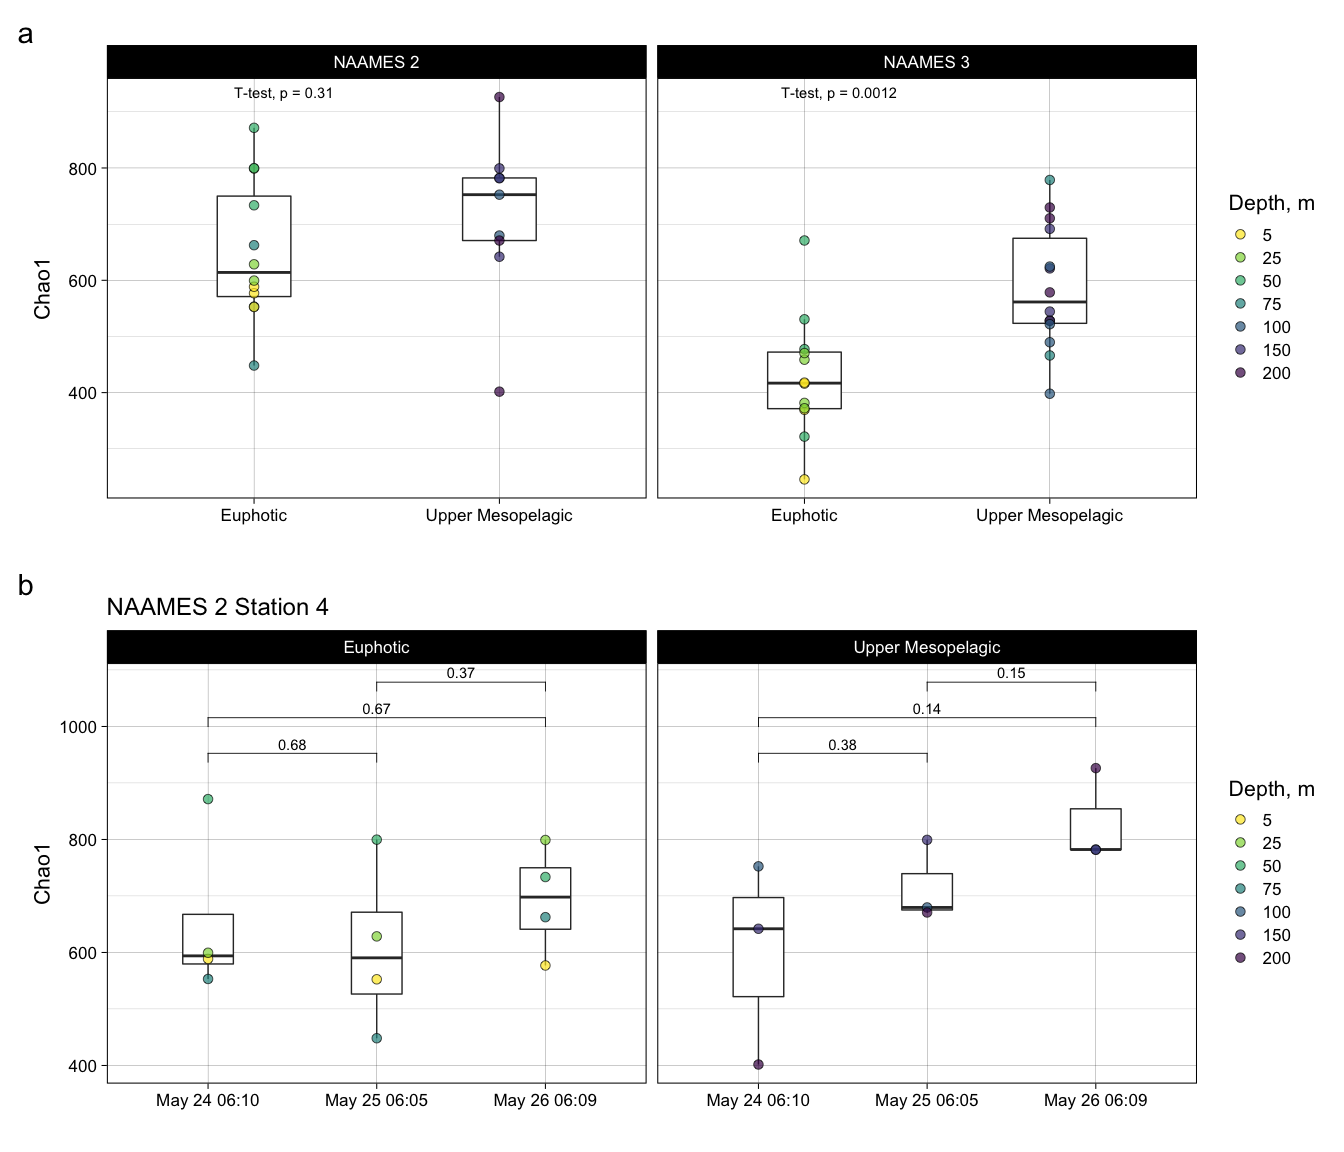 a
NAAMES 2
NAAMES 3
T-test, p = 0.31
T-test, p = 0.0012
800
600
400
Chao1
Euphotic
Upper Mesopelagic
Euphotic
Upper Mesopelagic
Depth, m
5
25
50
75
100
150
200
b
NAAMES 2 Station 4
Euphotic
Upper Mesopelagic
0.37
0.67
0.68
0.15
0.14
0.38
1000
800
600
400
Chao1
May 24 06:10
May 25 06:05
May 26 06:09
May 24 06:10
May 25 06:05
May 26 06:09
Depth, m
5
25
50
75
100
150
200